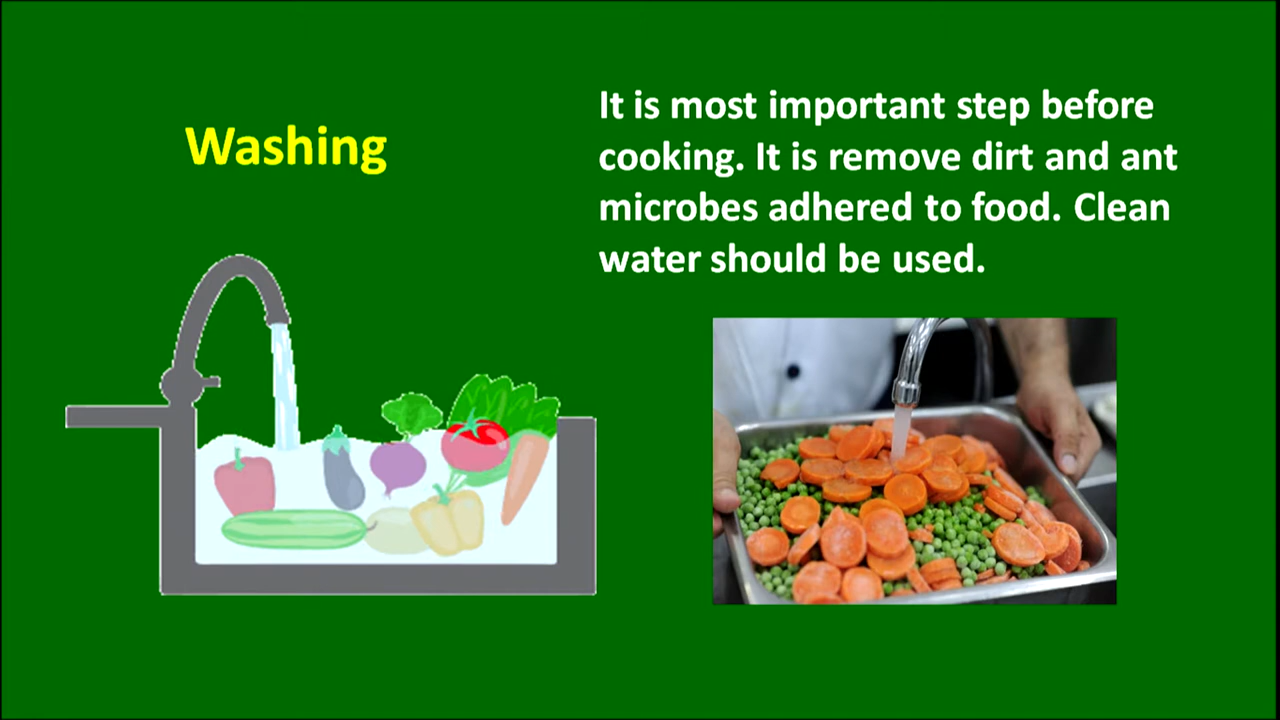 Washing
It is most important step before
cooking. It is remove dirt and ant
microbes adhered to food. Clean
water should be used.